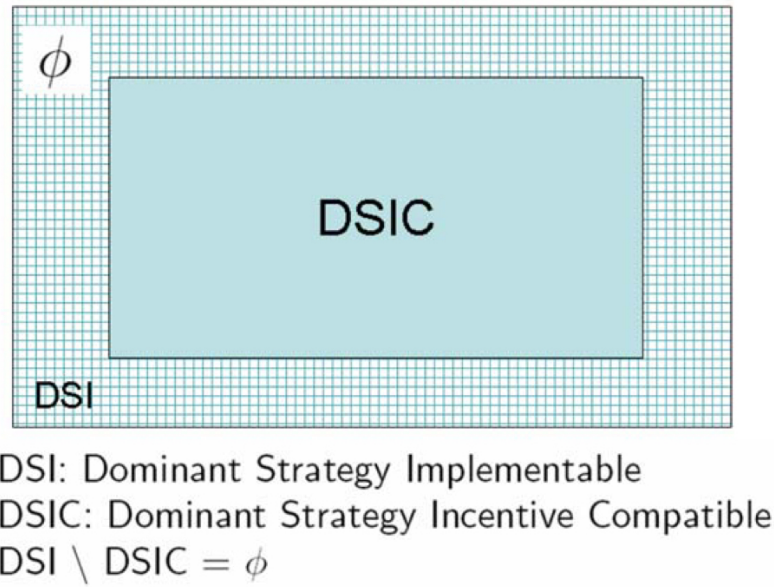 ϕ
DSIC
DSI
DSI: Dominant Strategy Implementable
DSIC: Dominant Strategy Incentive Compatible
DSI \ DSIC = ϕ